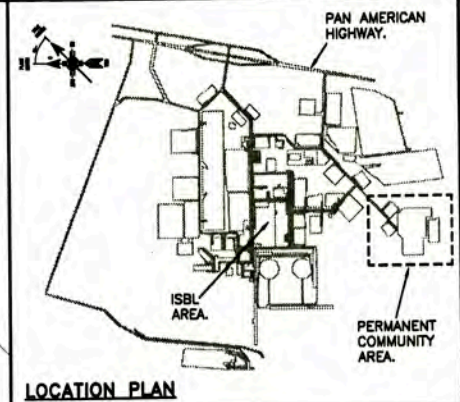 PAN AMERICAN
HIGHWAY.
ISBL
AREA.
PERMANENT
COMMUNITY
AREA.
LOCATION PLAN